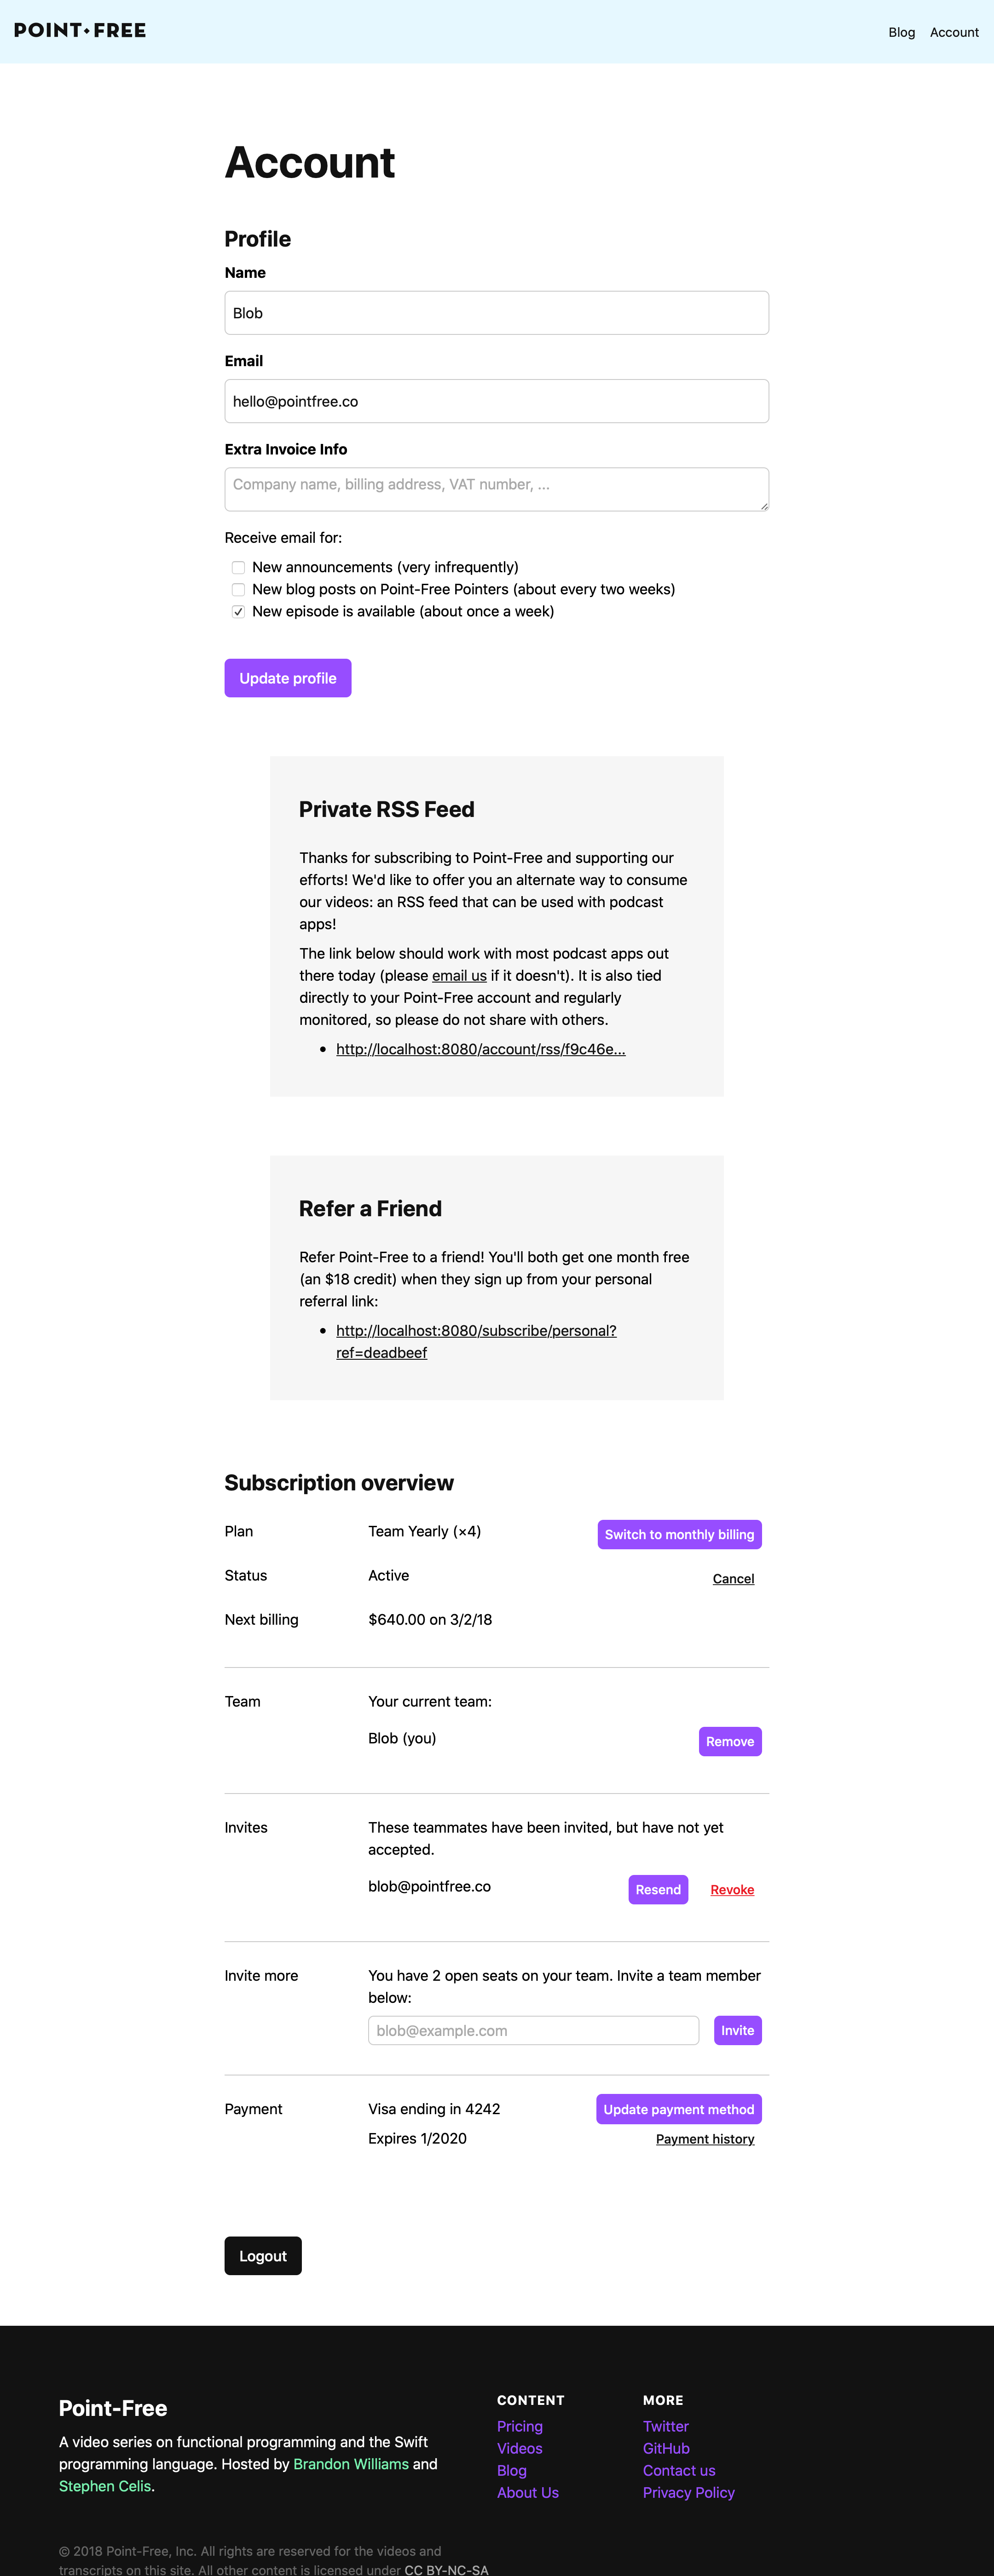 POINT•FREE
Blog Account
Account
Profile
Name
Blob
Email
hello@pointfree.co
Extra Invoice Info
Company name, billing address, VAT number, ...
Receive email for:
New announcements (very infrequently)
New blog posts on Point-Free Pointers (about every two weeks)
New episode is available (about once a week)
Update profile
Private RSS Feed
Thanks for subscribing to Point-Free and supporting our
efforts! We'd like to offer you an alternate way to consume
our videos: an RSS feed that can be used with podcast
apps!
The link below should work with most podcast apps out
there today (please email us if it doesn't). It is also tied
directly to your Point-Free account and regularly
monitored, so please do not share with others.
• http://localhost:8080/account/rss/f9c46e...
Refer a Friend
Refer Point-Free to a friend! You'll both get one month free
(an $18 credit) when they sign up from your personal
referral link:
• http://localhost:8080/subscribe/personal?
ref=deadbeef
Subscription overview
Plan Team Yearly (×4) Switch to monthly billing
Status Active Cancel
Next billing $640.00 on 3/2/18
Team Your current team:
Blob (you) Remove
Invites These teammates have been invited, but have not yet
accepted.
blob@pointfree.co Resend Revoke
Invite more You have 2 open seats on your team. Invite a team member
below:
blob@example.com Invite
Payment Visa ending in 4242 Update payment method
Expires 1/2020 Payment history
Logout
Point-Free
A video series on functional programming and the Swift
programming language. Hosted by Brandon Williams and
Stephen Celis.
CONTENT
Pricing
Videos
Blog
About Us
MORE
Twitter
GitHub
Contact us
Privacy Policy
© 2018 Point-Free, Inc. All rights are reserved for the videos and
transcripts on this site. All other content is licensed under CC BY-NC-SA